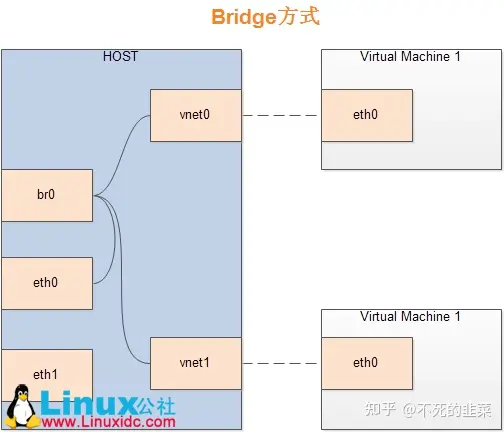 Bridge方式
HOST
Virtual Machine 1
vnet0
eth0
br0
eth0
Virtual Machine 1
vnet1
eth0
eth1
Linux公社
www.Linuxidc.com
知乎 @不死的韭菜